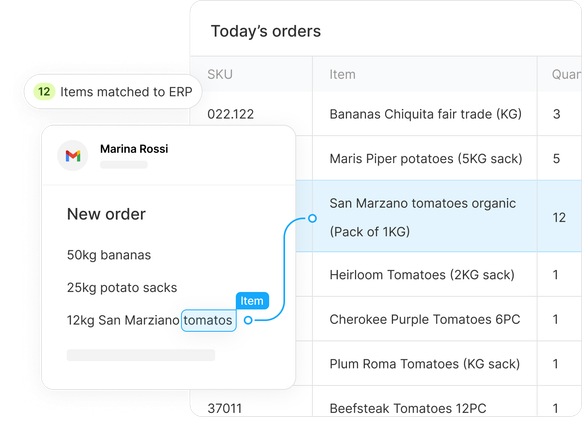 Today's orders
SKU Item Quan
12 Items matched to ERP
022.122 Bananas Chiquita fair trade (KG) 3
Marina Rossi
Maris Piper potatoes (5KG sack) 5
New order
San Marzano tomatoes organic
(Pack of 1KG) 12
50kg bananas
Heirloom Tomatoes (2KG sack) 1
25kg potato sacks
Item
12kg San Marziano tomatos
Cherokee Purple Tomatoes 6PC 1
Plum Roma Tomatoes (KG sack) 1
37011 Beefsteak Tomatoes 12PC 1